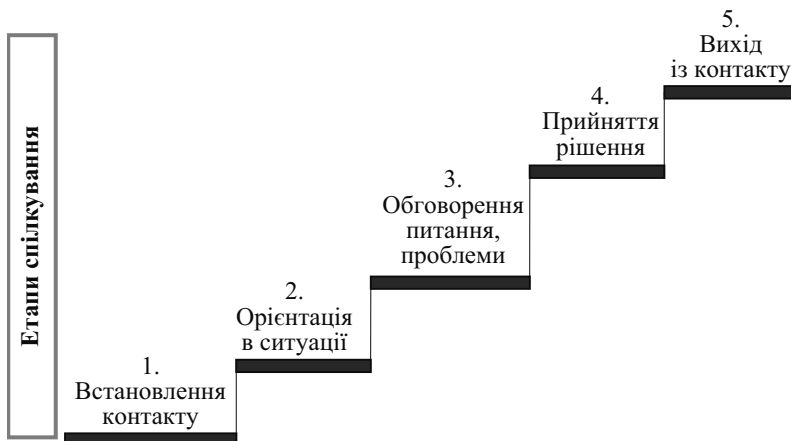 Етапи спілкування
1.
Встановлення
контакту
2.
Орієнтація
в ситуації
3.
Обговорення
питання,
проблеми
4.
Прийняття
рішення
5.
Вихід
із контакту